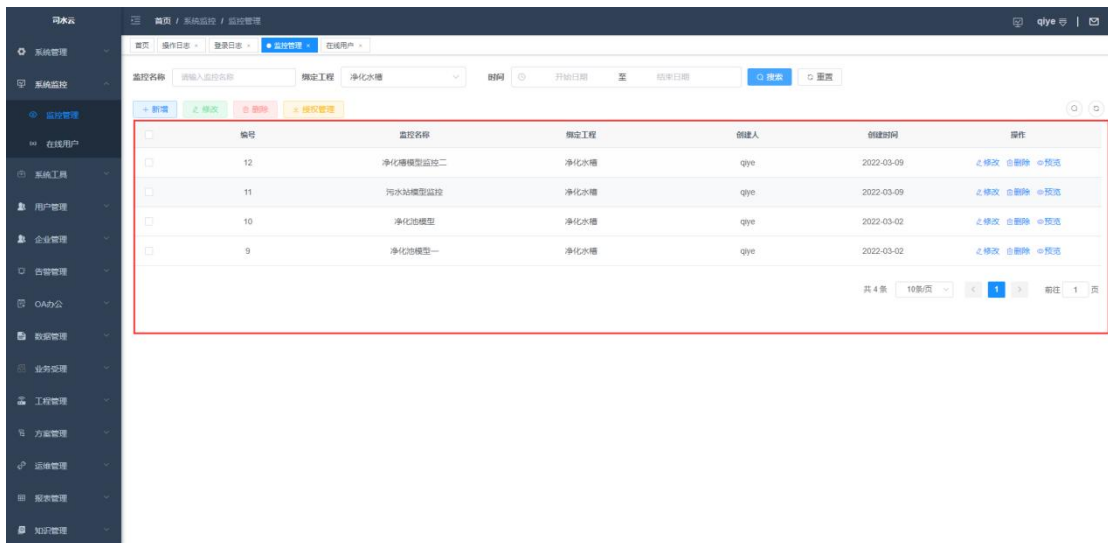 司水云
首页 / 系统监控 / 监控管理
qiye
首页 操作日志 × 登录日志 × 监控管理 × 在线用户 ×
系统管理
系统监控
监控管理
在线用户
系统工具
用户管理
企业管理
告警管理
OA办公
数据管理
业务受理
工程管理
方案管理
运维管理
报表管理
知识管理
监控名称 请输入监控名称 绑定工程 净化水槽 时间 开始日期 至 结束日期 搜索 重置
+ 新增 修改 删除 授权管理
编号 监控名称 绑定工程 创建人 创建时间 操作
12 净化槽模型监控二 净化水槽 qiye 2022-03-09 修改 删除 预览
11 污水站模型监控 净化水槽 qiye 2022-03-09 修改 删除 预览
10 净化池模型 净化水槽 qiye 2022-03-02 修改 删除 预览
9 净化池模型一 净化水槽 qiye 2022-03-02 修改 删除 预览
共 4 条 10条/页 < 1 > 前往 1 页